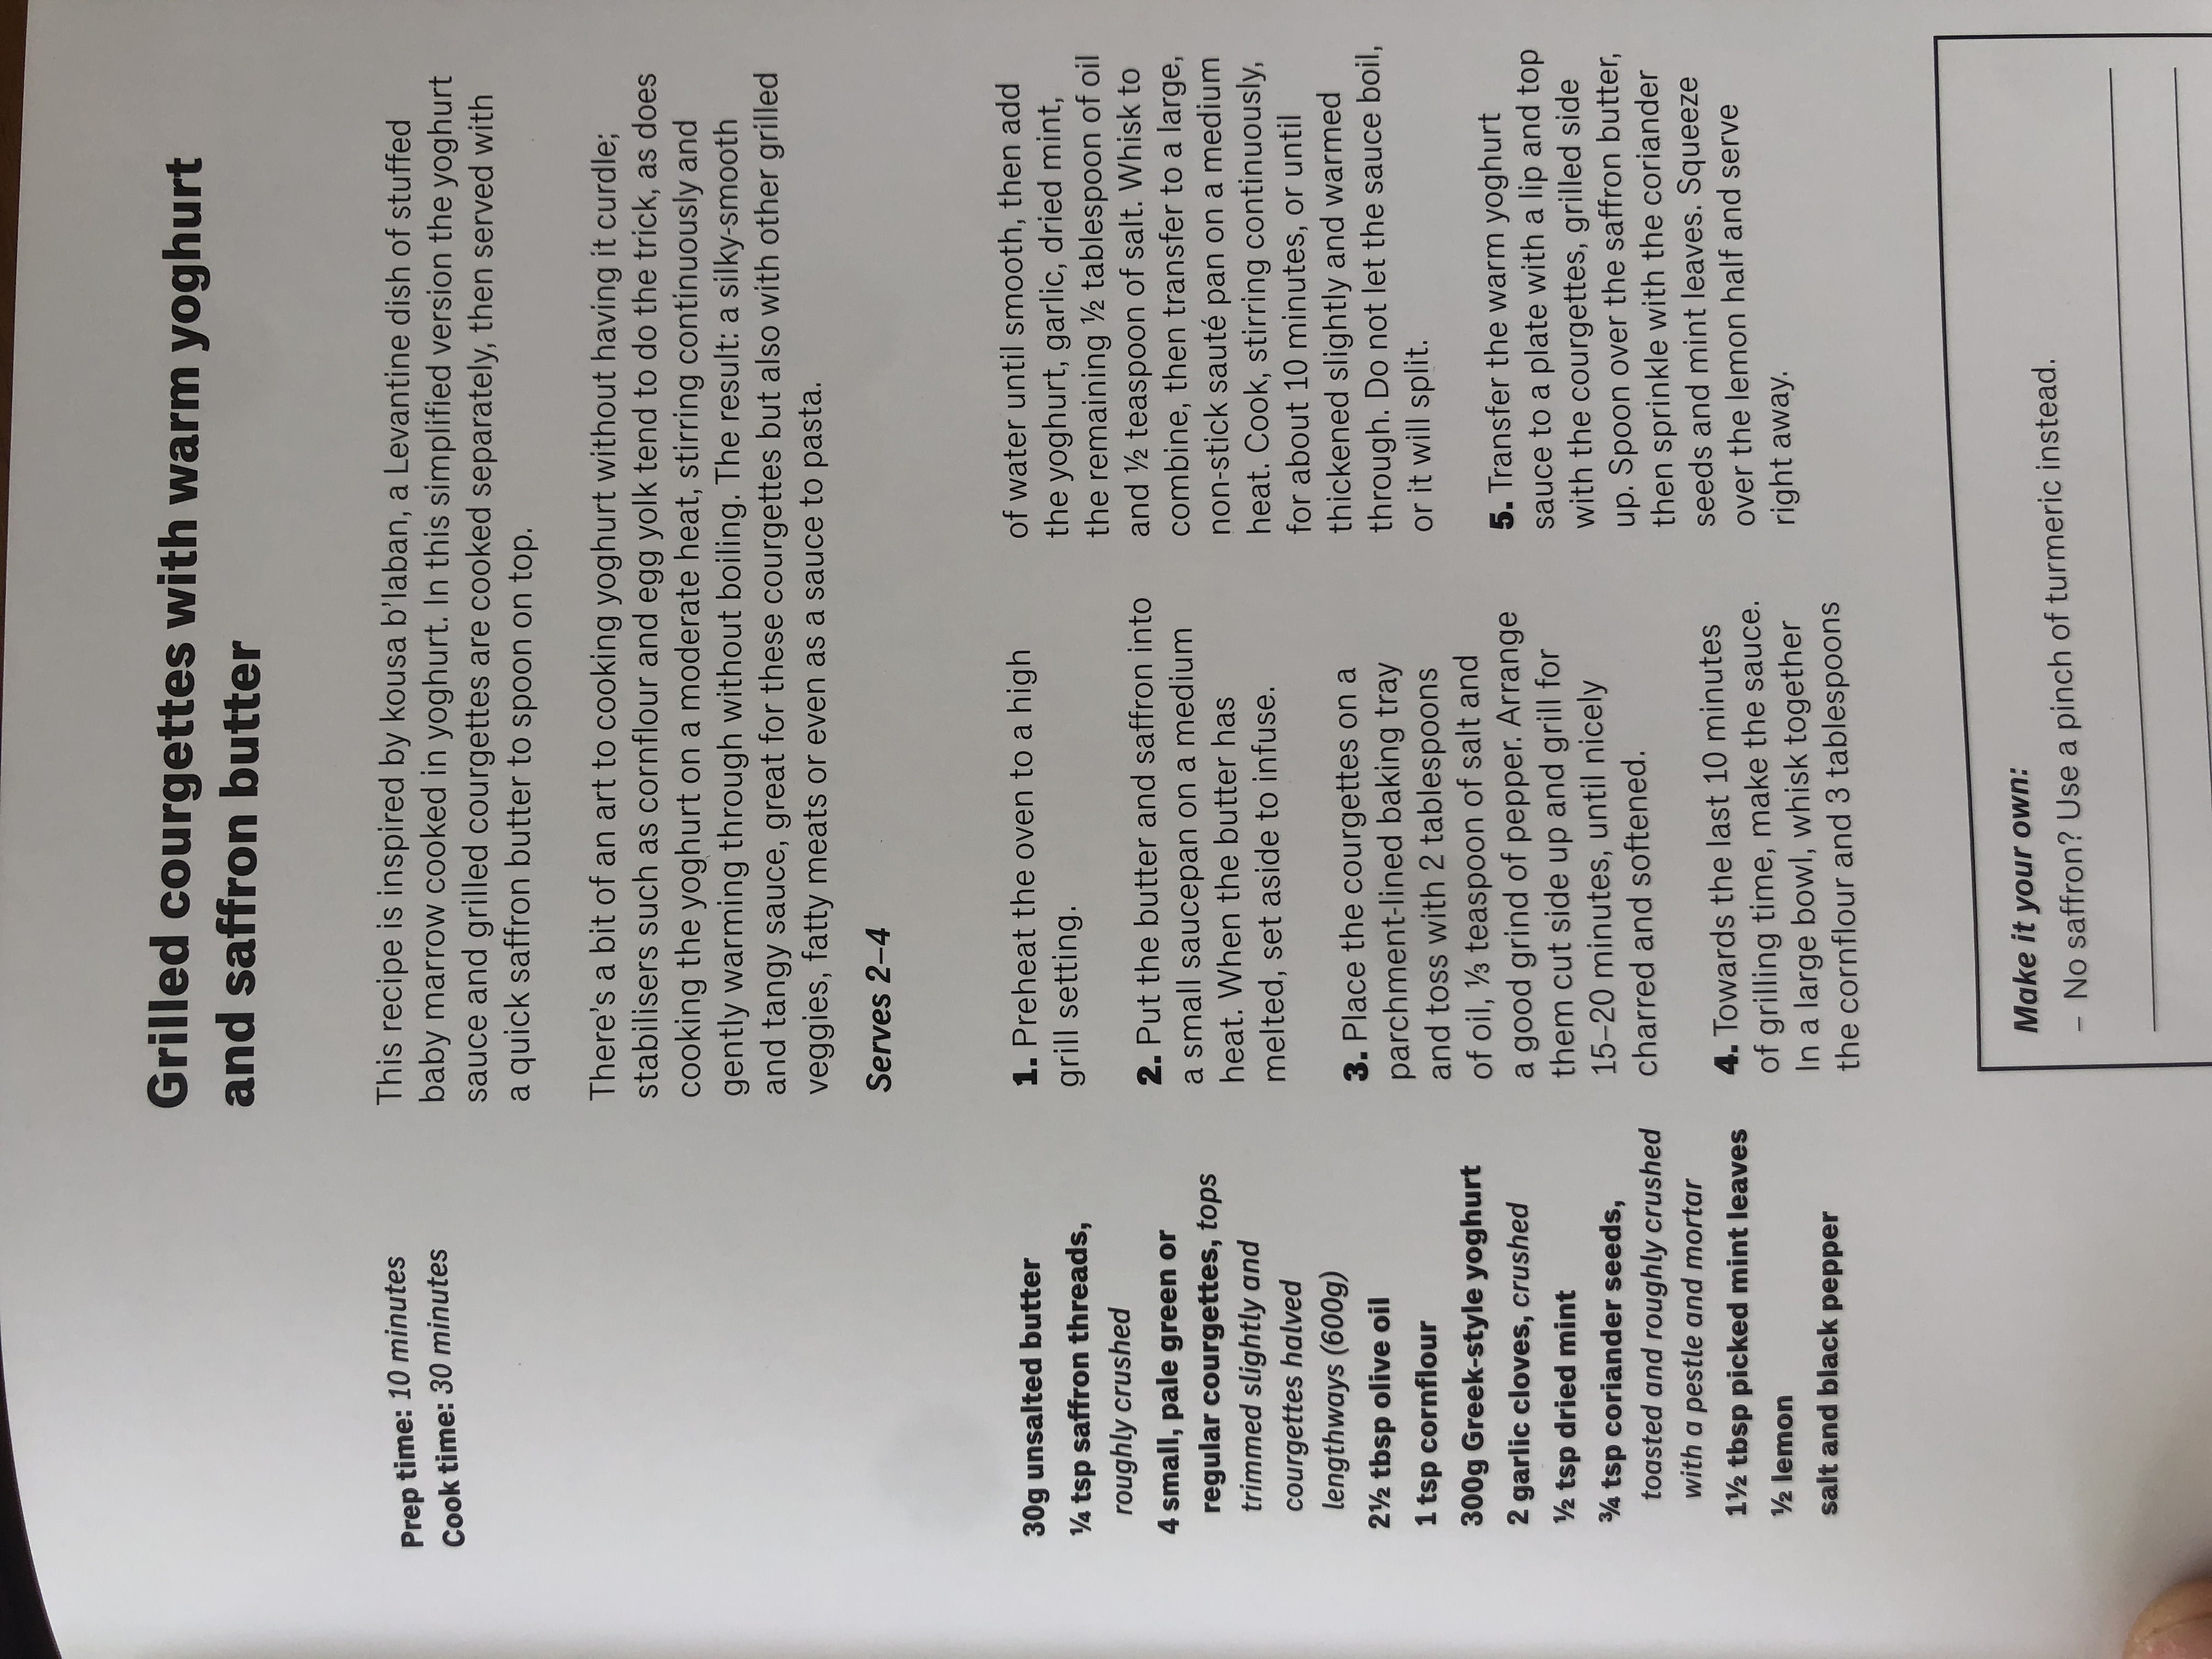 Grilled courgettes with warm yoghurt
and saffron butter
Prep time: 10 minutes
Cook time: 30 minutes
This recipe is inspired by kousa b’laban, a Levantine dish of stuffed
baby marrow cooked in yoghurt. In this simplified version the yoghurt
sauce and grilled courgettes are cooked separately, then served with
a quick saffron butter to spoon on top.
There’s a bit of an art to cooking yoghurt without having it curdle;
stabilisers such as cornflour and egg yolk tend to do the trick, as does
cooking the yoghurt on a moderate heat, stirring continuously and
gently warming through without boiling. The result: a silky-smooth
and tangy sauce, great for these courgettes but also with other grilled
veggies, fatty meats or even as a sauce to pasta.
Serves 2–4
30g unsalted butter
¼ tsp saffron threads,
roughly crushed
4 small, pale green or
regular courgettes, tops
trimmed slightly and
courgettes halved
lengthways (600g)
2½ tbsp olive oil
1 tsp cornflour
300g Greek-style yoghurt
2 garlic cloves, crushed
½ tsp dried mint
¾ tsp coriander seeds,
toasted and roughly crushed
with a pestle and mortar
1½ tbsp picked mint leaves
½ lemon
salt and black pepper
1. Preheat the oven to a high
grill setting.
2. Put the butter and saffron into
a small saucepan on a medium
heat. When the butter has
melted, set aside to infuse.
3. Place the courgettes on a
parchment-lined baking tray
and toss with 2 tablespoons
of oil, ⅓ teaspoon of salt and
a good grind of pepper. Arrange
them cut side up and grill for
15–20 minutes, until nicely
charred and softened.
4. Towards the last 10 minutes
of grilling time, make the sauce.
In a large bowl, whisk together
the cornflour and 3 tablespoons
of water until smooth, then add
the yoghurt, garlic, dried mint,
the remaining ½ tablespoon of oil
and ½ teaspoon of salt. Whisk to
combine, then transfer to a large,
non-stick sauté pan on a medium
heat. Cook, stirring continuously,
for about 10 minutes, or until
thickened slightly and warmed
through. Do not let the sauce boil,
or it will split.
5. Transfer the warm yoghurt
sauce to a plate with a lip and top
with the courgettes, grilled side
up. Spoon over the saffron butter,
then sprinkle with the coriander
seeds and mint leaves. Squeeze
over the lemon half and serve
right away.
Make it your own:
– No saffron? Use a pinch of turmeric instead.